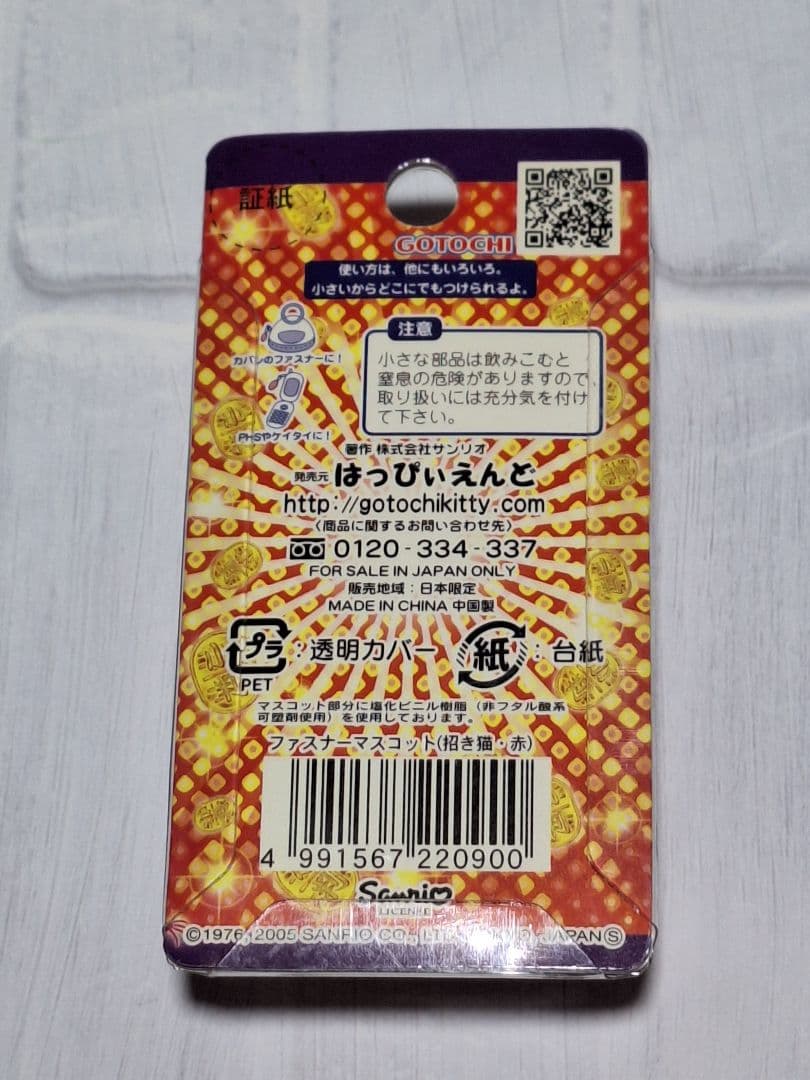 証紙
GOTOCHI
使い方は、他にもいろいろ。
小さいからどこにでもつけられるよ。
カバンのファスナーに!
PHSやケイタイに!
注意
小さな部品は飲みこむと
窒息の危険がありますので、
取り扱いには充分気を付け
て下さい。
著作 株式会社サンリオ
発売元 はっぴぃえんど
http://gotochikitty.com
〈商品に関するお問い合わせ先〉
0120-334-337
FOR SALE IN JAPAN ONLY
販売地域：日本限定
MADE IN CHINA 中国製
プラ：透明カバー 紙：台紙
PET
マスコット部分に塩化ビニル樹脂（非フタル酸系
可塑剤使用）を使用しております。
ファスナーマスコット(招き猫・赤)
4 991567 220900
Sanrio
LICENSE
©1976, 2005 SANRIO CO., JAPAN Ⓢ